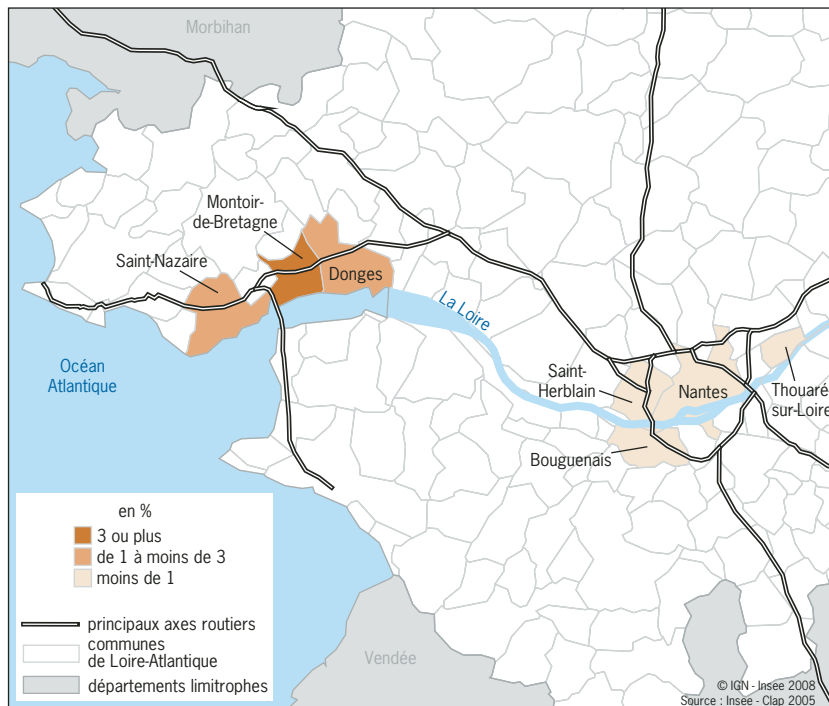 Morbihan
Montoir-
de-Bretagne
Saint-Nazaire
Donges
La Loire
Océan
Atlantique
Saint-
Herblain
Nantes
Thouaré-
sur-Loire
Bouguenais
en %
3 ou plus
de 1 à moins de 3
moins de 1
principaux axes routiers
communes
de Loire-Atlantique
départements limitrophes
Vendée
© IGN - Insee 2008
Source : Insee - Clap 2005